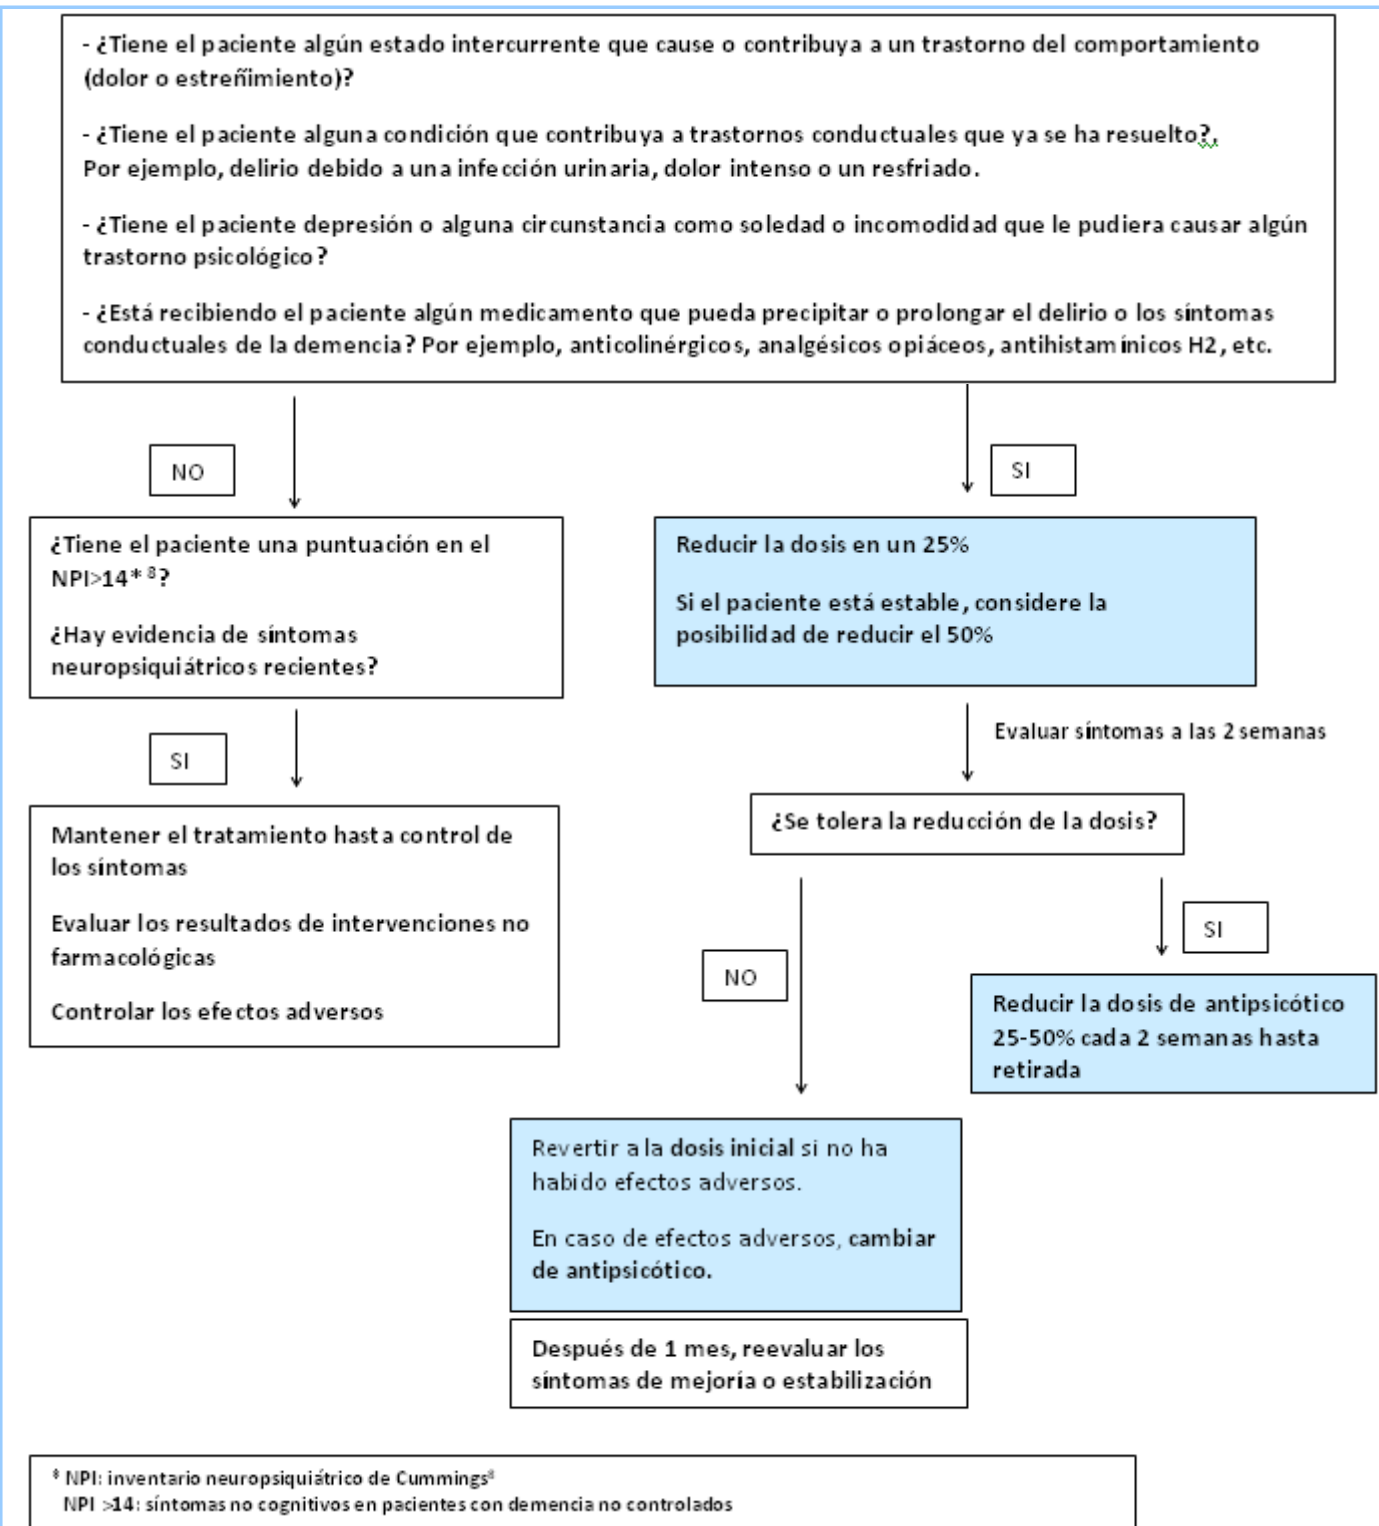 - ¿Tiene el paciente algún estado intercurrente que cause o contribuya a un trastorno del comportamiento
(dolor o estreñimiento)?
- ¿Tiene el paciente alguna condición que contribuya a trastornos conductuales que ya se ha resuelto?,
Por ejemplo, delirio debido a una infección urinaria, dolor intenso o un resfriado.
- ¿Tiene el paciente depresión o alguna circunstancia como soledad o incomodidad que le pudiera causar algún
trastorno psicológico?
- ¿Está recibiendo el paciente algún medicamento que pueda precipitar o prolongar el delirio o los síntomas
conductuales de la demencia? Por ejemplo, anticolinérgicos, analgésicos opiáceos, antihistamínicos H2, etc.
NO
SI
¿Tiene el paciente una puntuación en el
NPI>14* ⁸?
¿Hay evidencia de síntomas
neuropsiquiátricos recientes?
Reducir la dosis en un 25%
Si el paciente está estable, considere la
posibilidad de reducir el 50%
SI
Evaluar síntomas a las 2 semanas
Mantener el tratamiento hasta control de
los síntomas
Evaluar los resultados de intervenciones no
farmacológicas
Controlar los efectos adversos
¿Se tolera la reducción de la dosis?
NO
SI
Reducir la dosis de antipsicótico
25-50% cada 2 semanas hasta
retirada
Revertir a la dosis inicial si no ha
habido efectos adversos.
En caso de efectos adversos, cambiar
de antipsicótico.
Después de 1 mes, reevaluar los
síntomas de mejoría o estabilización
* NPI: inventario neuropsiquiátrico de Cummings⁸
NPI >14: síntomas no cognitivos en pacientes con demencia no controlados